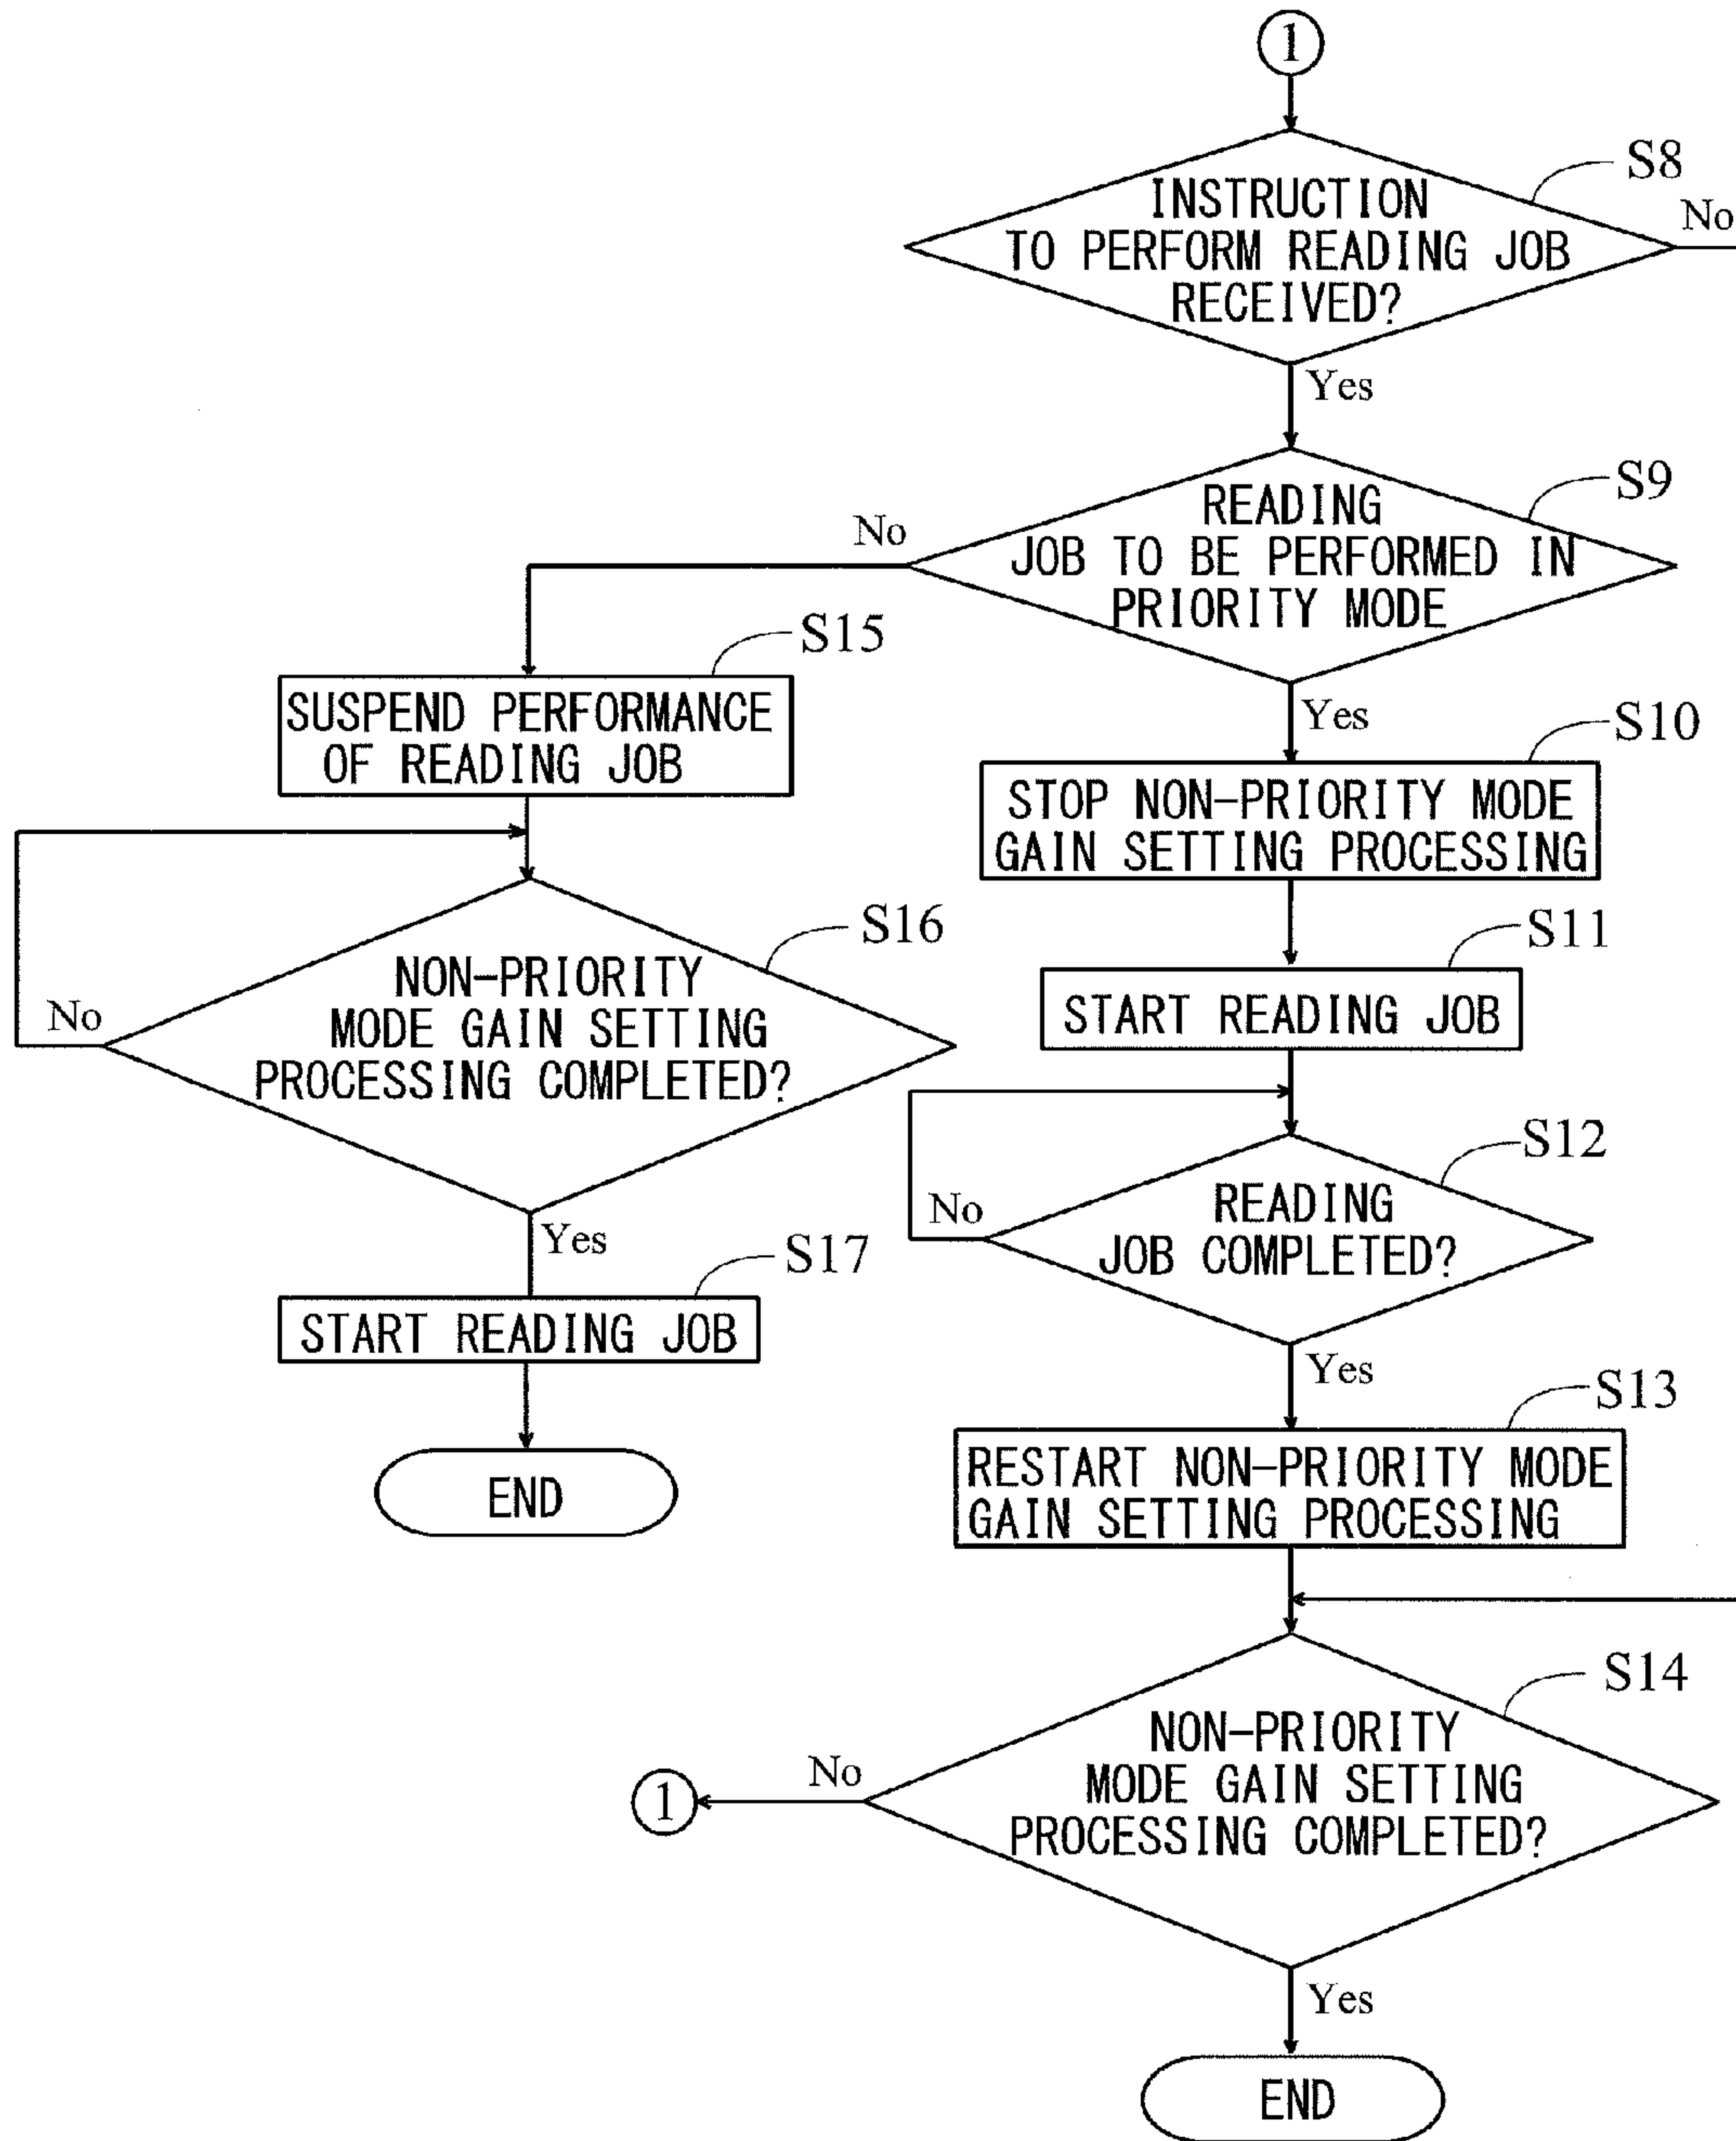 1
S8
INSTRUCTION
TO PERFORM READING JOB
RECEIVED?
No
Yes
S9
READING
JOB TO BE PERFORMED IN
PRIORITY MODE
No
Yes
S15
SUSPEND PERFORMANCE
OF READING JOB
S10
STOP NON-PRIORITY MODE
GAIN SETTING PROCESSING
S16
NON-PRIORITY
MODE GAIN SETTING
PROCESSING COMPLETED?
No
Yes
S11
START READING JOB
S12
READING
JOB COMPLETED?
No
Yes
S17
START READING JOB
END
S13
RESTART NON-PRIORITY MODE
GAIN SETTING PROCESSING
S14
NON-PRIORITY
MODE GAIN SETTING
PROCESSING COMPLETED?
No
1
Yes
END